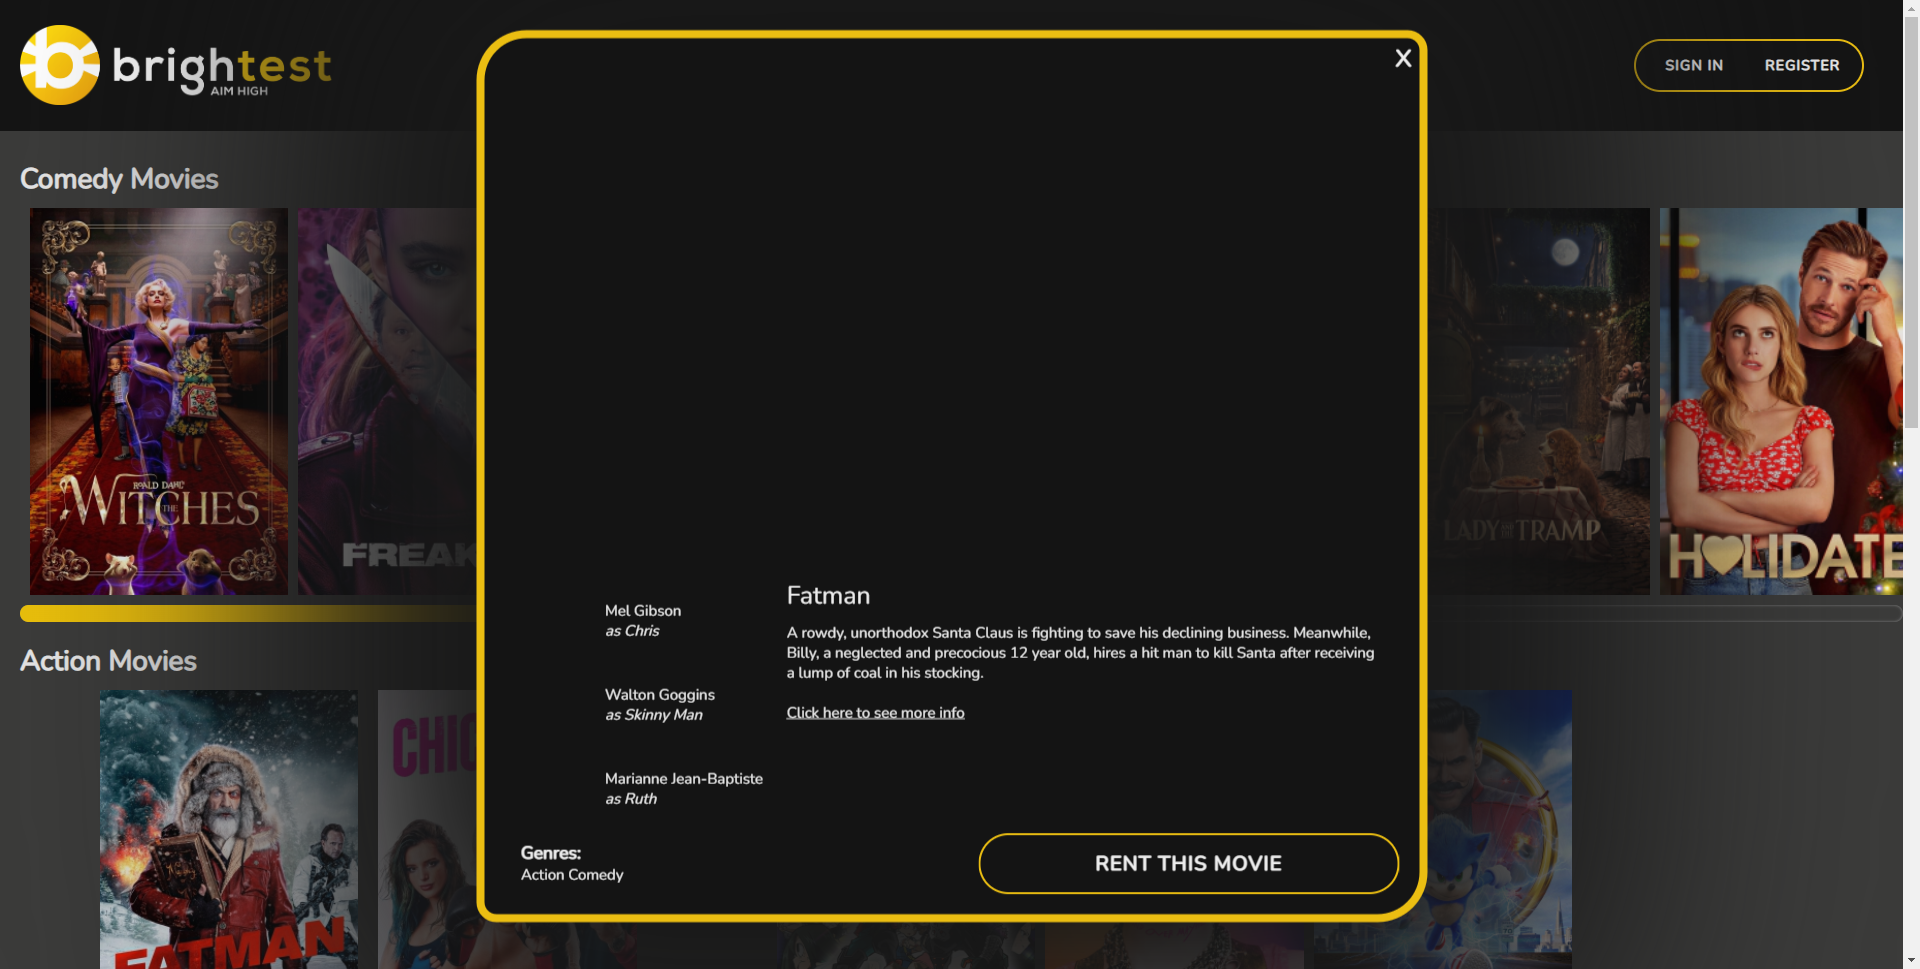 brightest
AIM HIGH
SIGN IN
REGISTER
X
Comedy Movies
ROALD DAHL'S
THE
WITCHES
FREAK
LADY AND THE TRAMP
HOLIDATE
Action Movies
FATMAN
CHIC
Mel Gibson
as Chris
Walton Goggins
as Skinny Man
Marianne Jean-Baptiste
as Ruth
Fatman
A rowdy, unorthodox Santa Claus is fighting to save his declining business. Meanwhile,
Billy, a neglected and precocious 12 year old, hires a hit man to kill Santa after receiving
a lump of coal in his stocking.
Click here to see more info
Genres:
Action Comedy
RENT THIS MOVIE